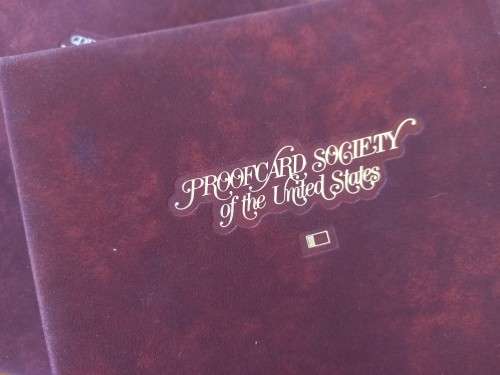 PROOFCARD SOCIETY
of the United States